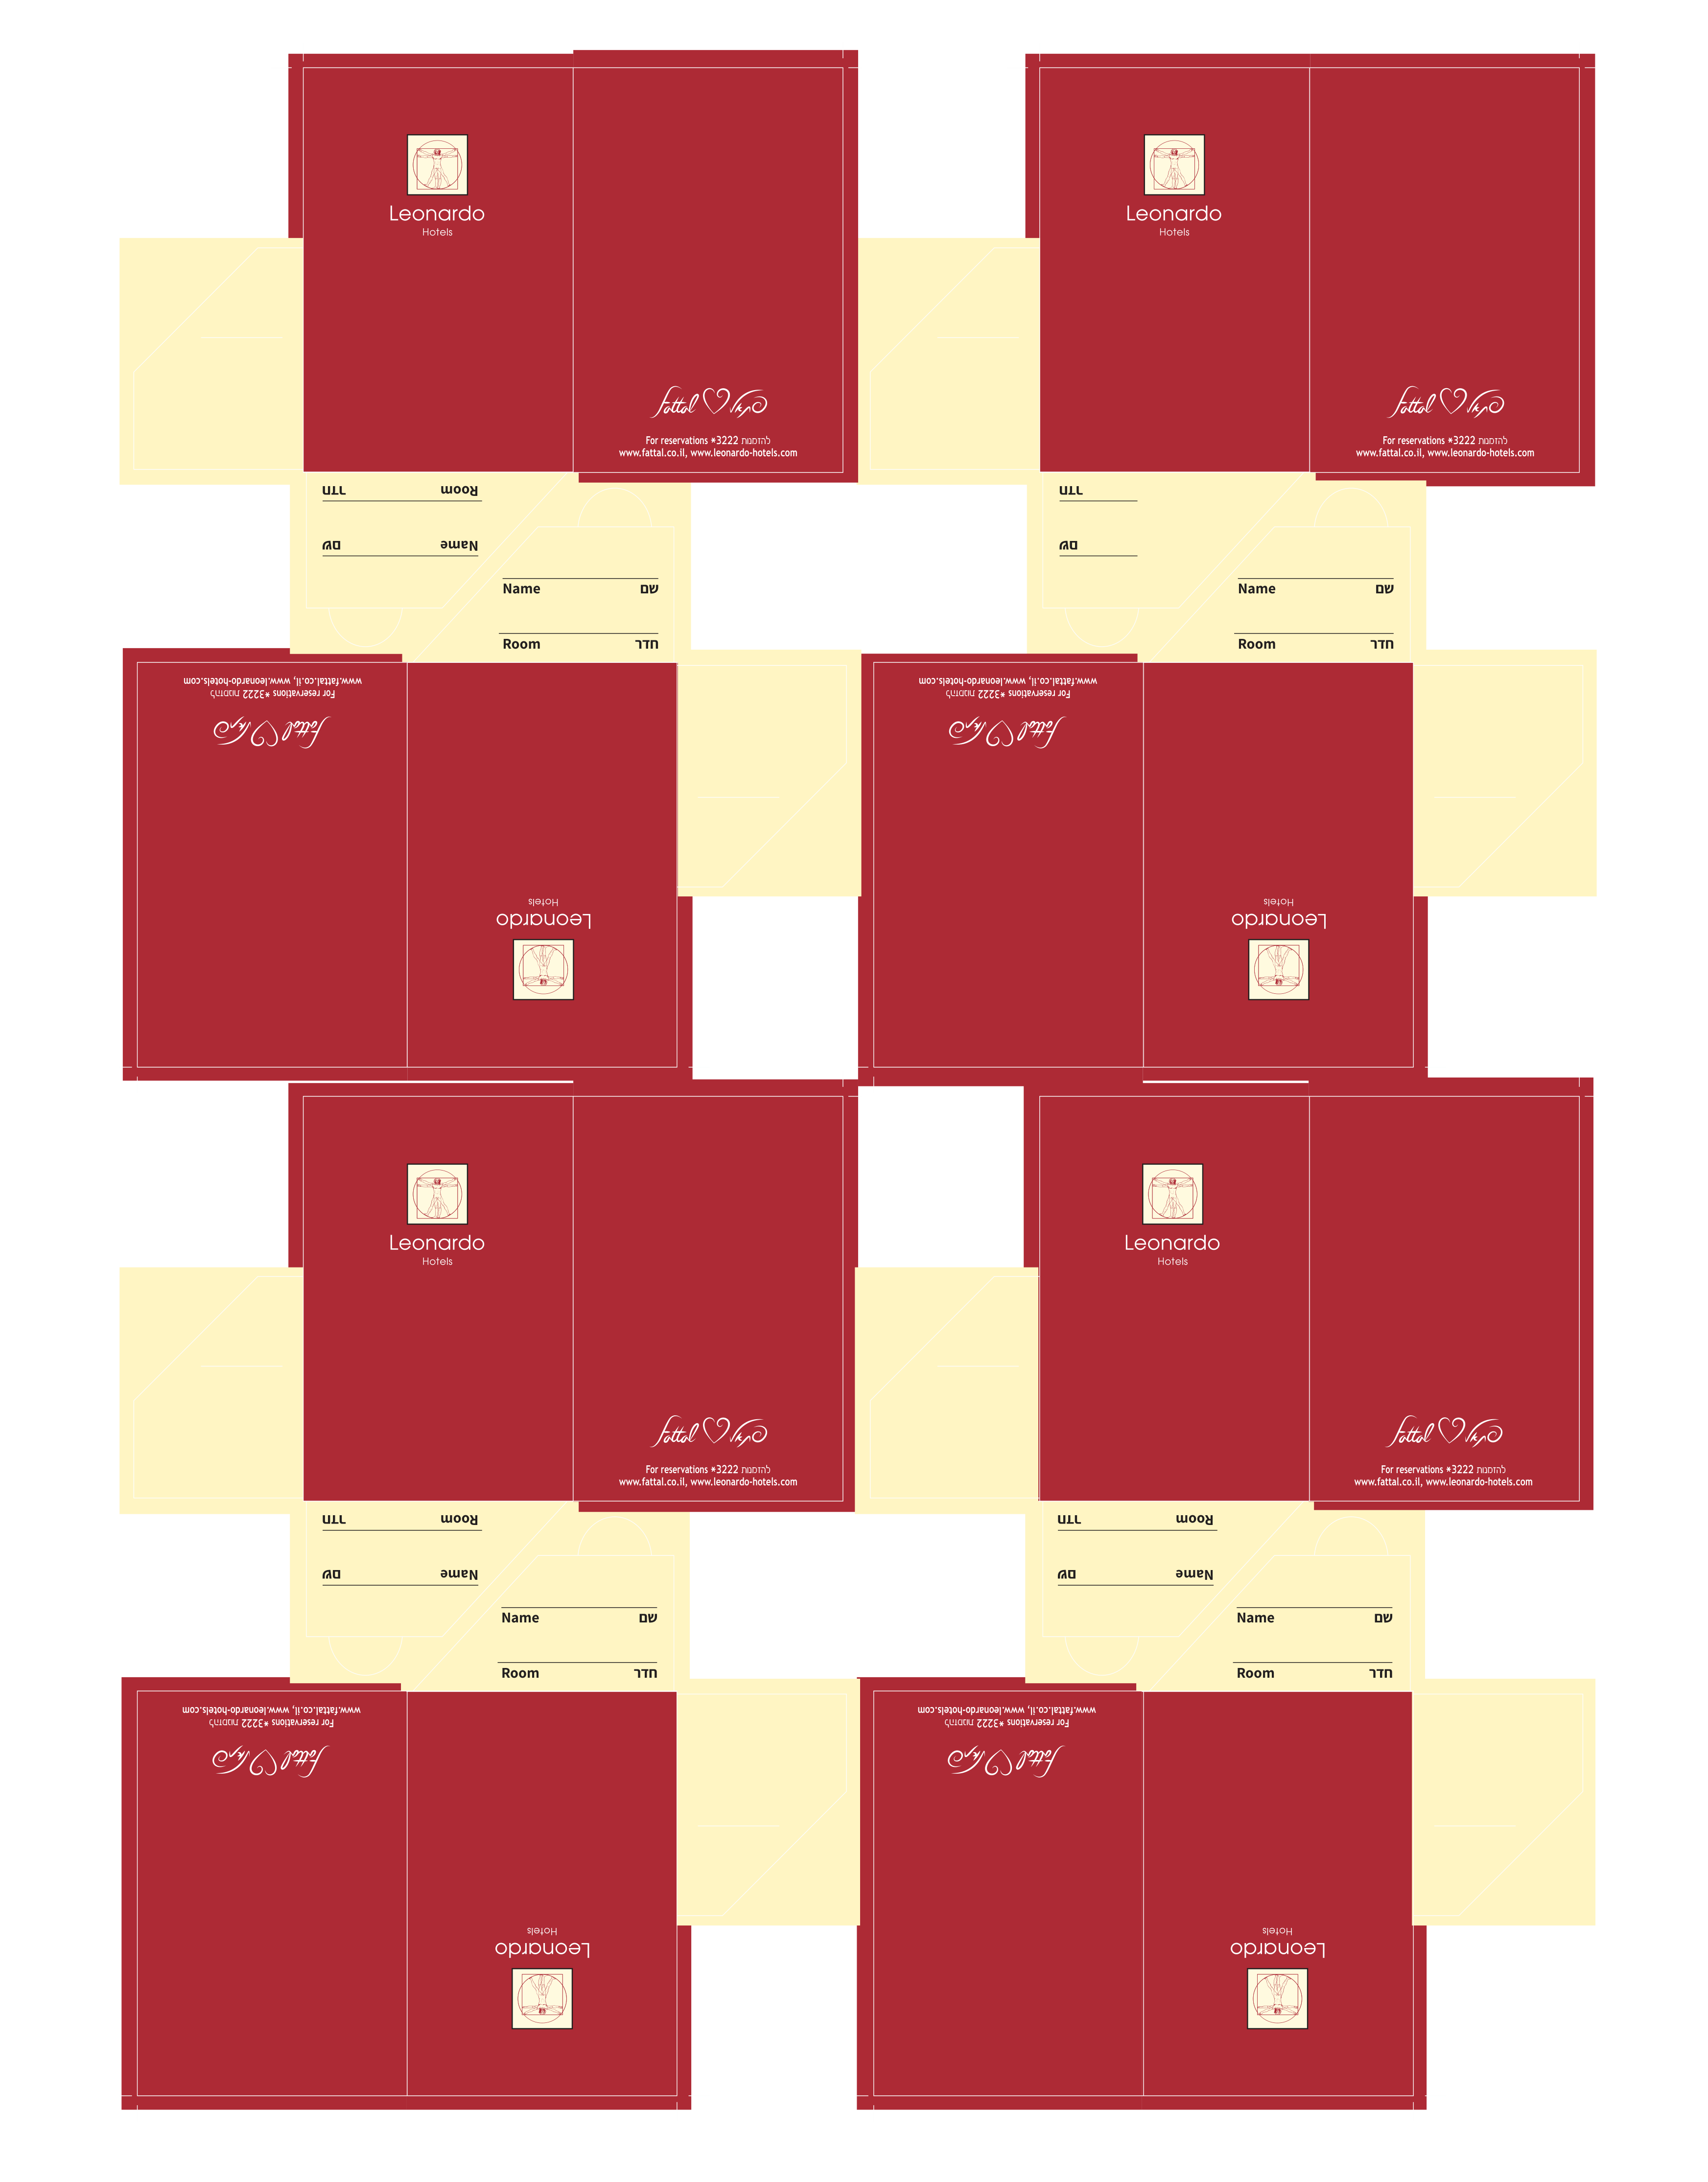 Leonardo
Hotels
fattal פתאל
For reservations *3222 להזמנות
www.fattal.co.il, www.leonardo-hotels.com
Leonardo
Hotels
fattal פתאל
For reservations *3222 להזמנות
www.fattal.co.il, www.leonardo-hotels.com
Room חדר
Name שם
Name שם
Room חדר
חדר
שם
Name שם
Room חדר
www.fattal.co.il, www.leonardo-hotels.com
For reservations *3222 להזמנות
fattal פתאל
Hotels
Leonardo
www.fattal.co.il, www.leonardo-hotels.com
For reservations *3222 להזמנות
fattal פתאל
Hotels
Leonardo
Leonardo
Hotels
fattal פתאל
For reservations *3222 להזמנות
www.fattal.co.il, www.leonardo-hotels.com
Leonardo
Hotels
fattal פתאל
For reservations *3222 להזמנות
www.fattal.co.il, www.leonardo-hotels.com
Room חדר
Name שם
Name שם
Room חדר
Room חדר
Name שם
Name שם
Room חדר
www.fattal.co.il, www.leonardo-hotels.com
For reservations *3222 להזמנות
fattal פתאל
Hotels
Leonardo
www.fattal.co.il, www.leonardo-hotels.com
For reservations *3222 להזמנות
fattal פתאל
Hotels
Leonardo